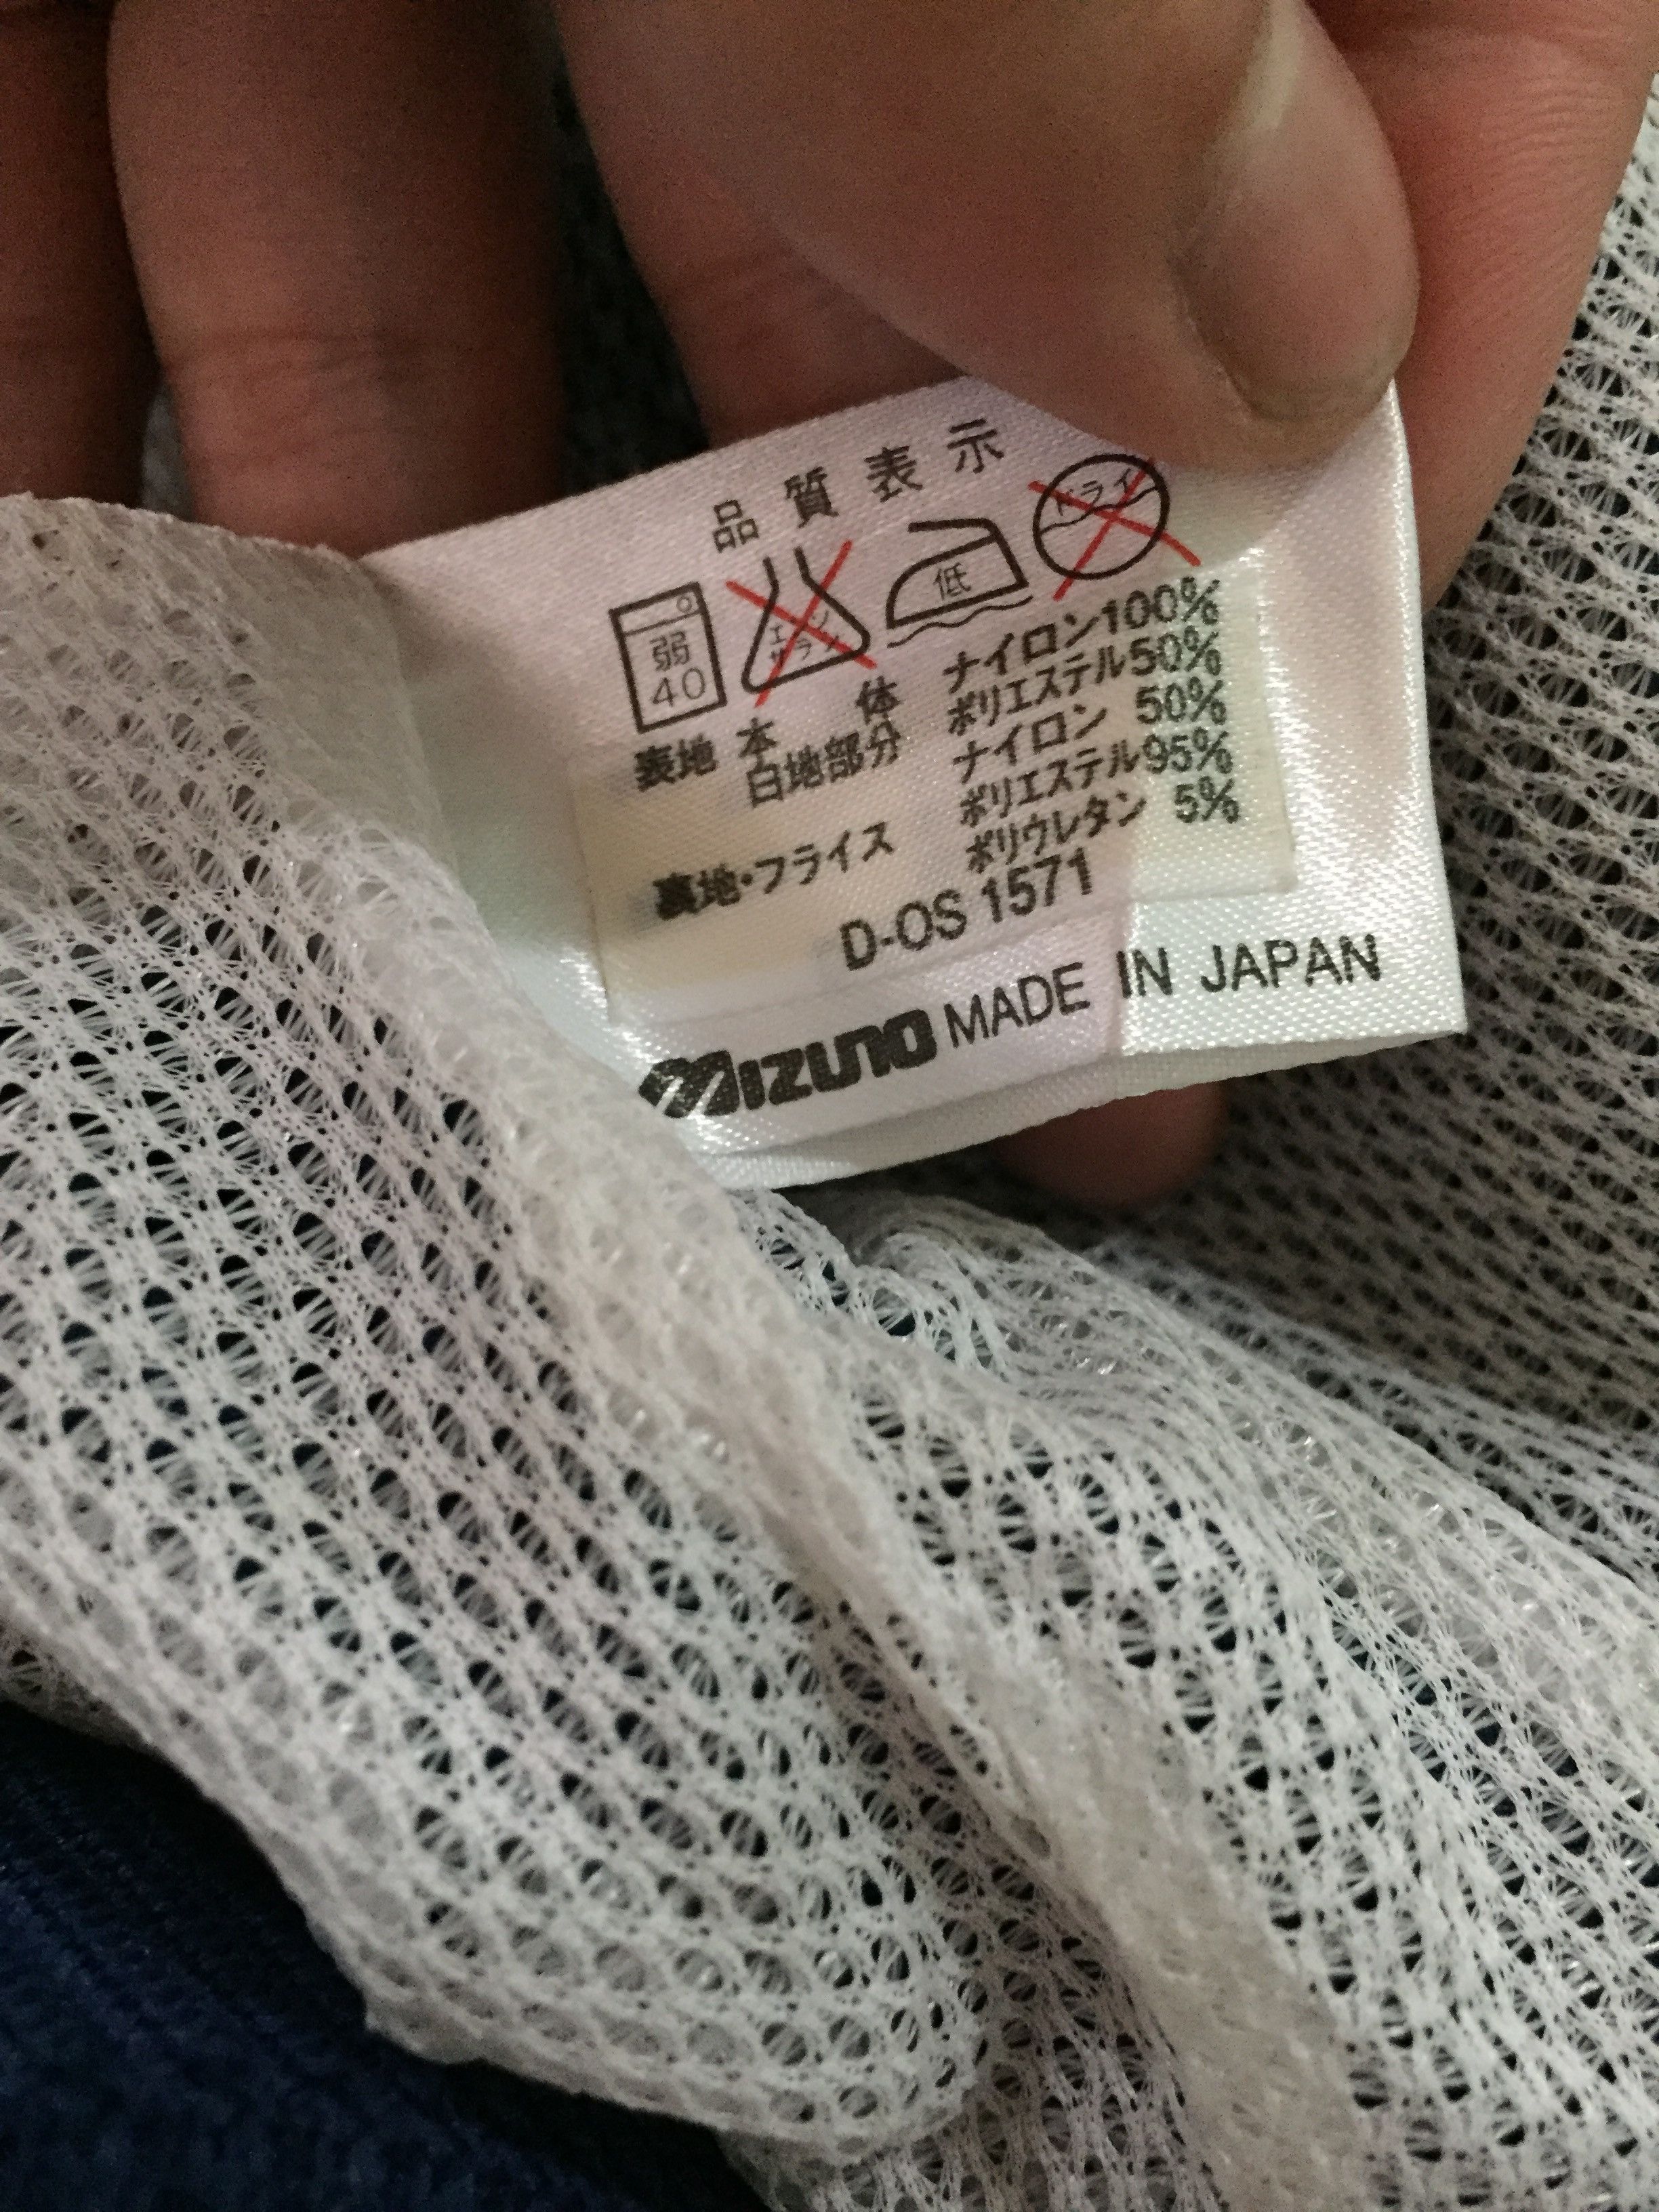 品質表示
弱
40
エンソ
サラシ
低
ドライ
表地 本体 ナイロン100%
白地部分 ポリエステル50%
ナイロン 50%
裏地・フライス ポリエステル95%
ポリウレタン 5%
D-OS 1571
MIZUNO MADE IN JAPAN